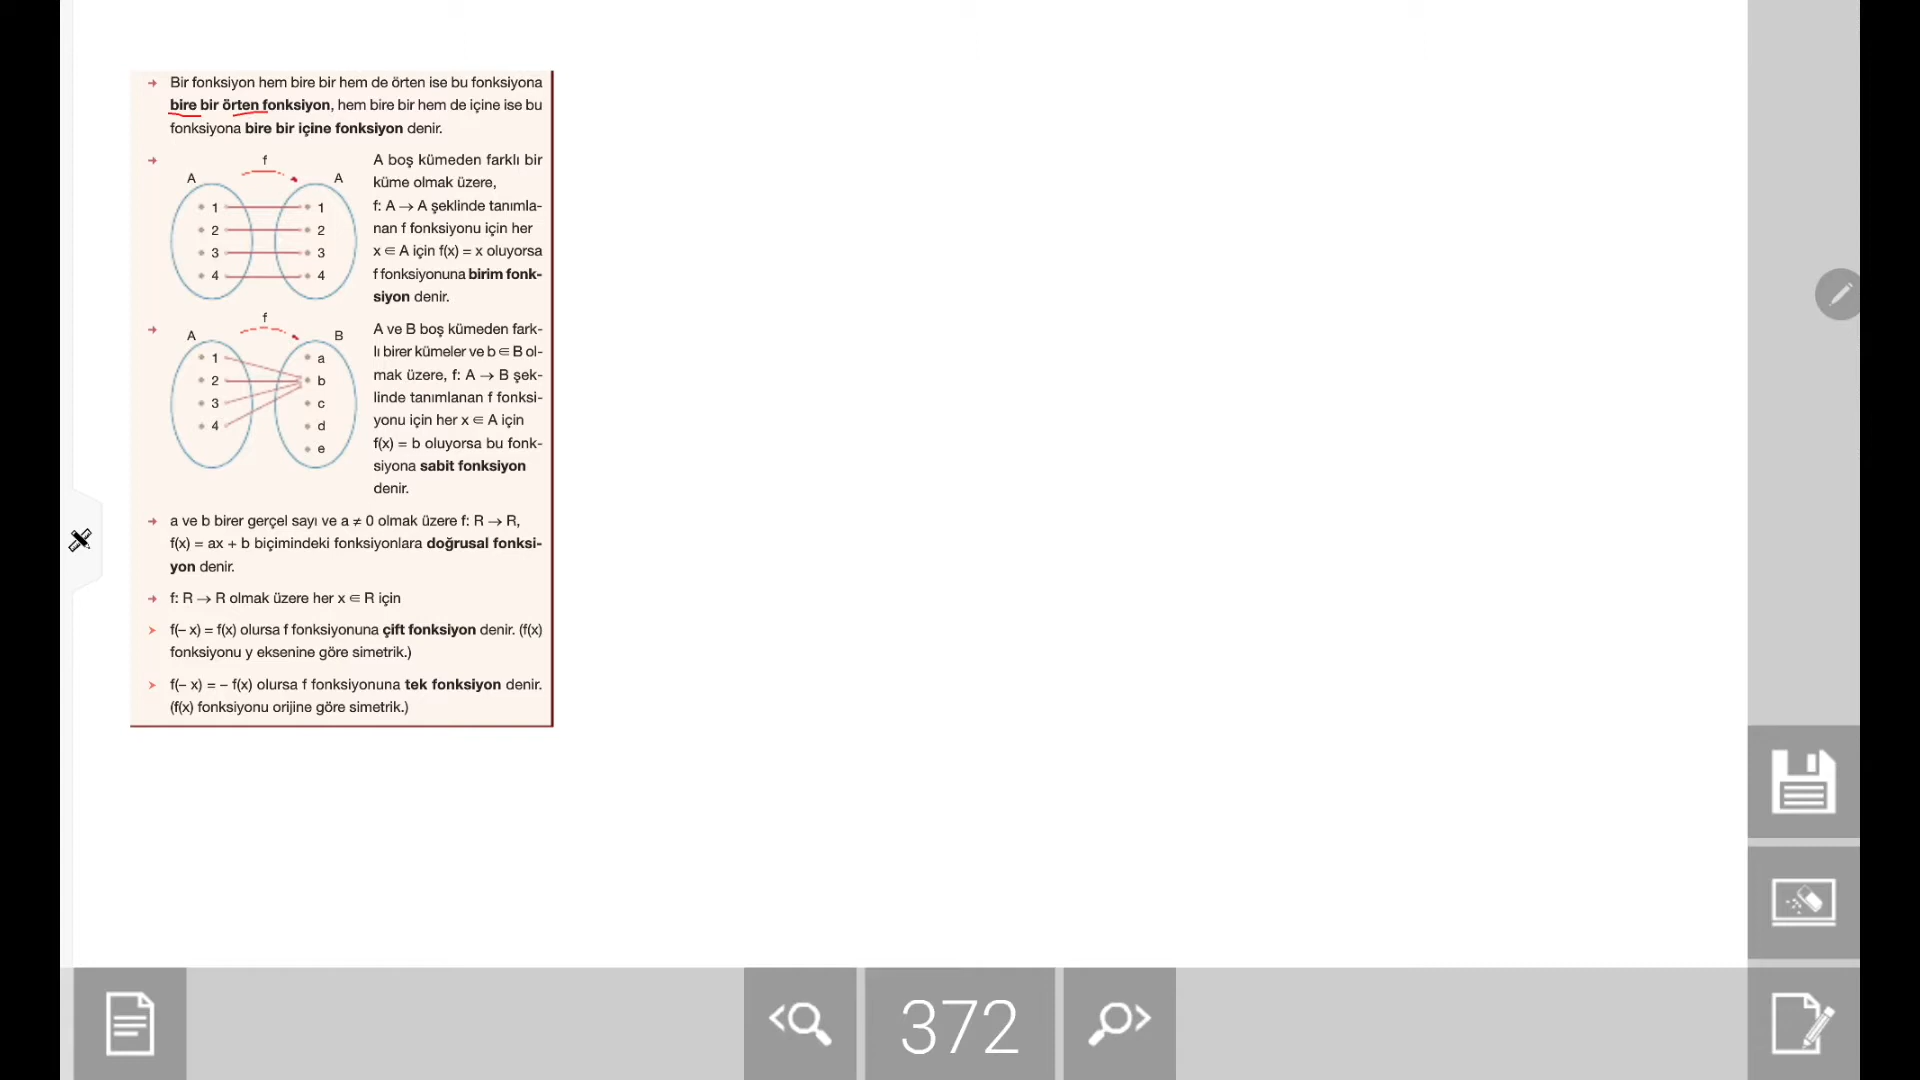 → Bir fonksiyon hem bire bir hem de örten ise bu fonksiyona
bire bir örten fonksiyon, hem bire bir hem de içine ise bu
fonksiyona bire bir içine fonksiyon denir.
→ f
A A
1 1
2 2
3 3
4 4
A boş kümeden farklı bir
küme olmak üzere,
f: A → A şeklinde tanımla-
nan f fonksiyonu için her
x ∈ A için f(x) = x oluyorsa
f fonksiyonuna birim fonk-
siyon denir.
→ f
A B
1 a
2 b
3 c
4 d
e
A ve B boş kümeden fark-
lı birer kümeler ve b ∈ B ol-
mak üzere, f: A → B şek-
linde tanımlanan f fonksi-
yonu için her x ∈ A için
f(x) = b oluyorsa bu fonk-
siyona sabit fonksiyon
denir.
→ a ve b birer gerçel sayı ve a ≠ 0 olmak üzere f: R → R,
f(x) = ax + b biçimindeki fonksiyonlara doğrusal fonksi-
yon denir.
→ f: R → R olmak üzere her x ∈ R için
➤ f(– x) = f(x) olursa f fonksiyonuna çift fonksiyon denir. (f(x)
fonksiyonu y eksenine göre simetrik.)
➤ f(– x) = – f(x) olursa f fonksiyonuna tek fonksiyon denir.
(f(x) fonksiyonu orijine göre simetrik.)
372